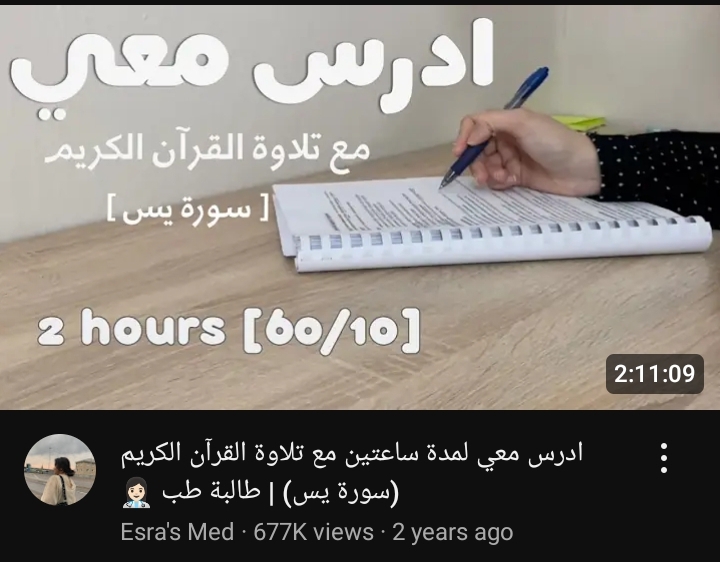 ادرس معي
مع تلاوة القرآن الكريم
[ سورة يس ]
2 hours [60/10]
2:11:09
ادرس معي لمدة ساعتين مع تلاوة القرآن الكريم
(سورة يس) | طالبة طب 👩🏻‍⚕️
Esra's Med · 677K views · 2 years ago